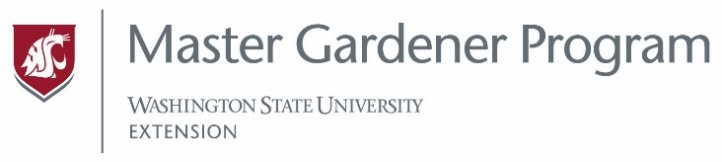 Master Gardener Program
WASHINGTON STATE UNIVERSITY
EXTENSION